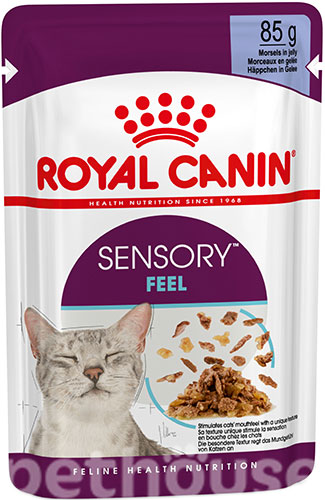 85 g
Morsels in jelly
Morceaux en gelée
Häppchen in Gelee
ROYAL CANIN
HEALTH NUTRITION SINCE 1968
SENSORY™
FEEL
Stimulates cats' mouthfeel with a unique texture
Sa texture unique stimule la sensation
en bouche chez les chats
Die besondere Textur regt das Mundgefühl
von Katzen an
FELINE HEALTH NUTRITION
pethouse